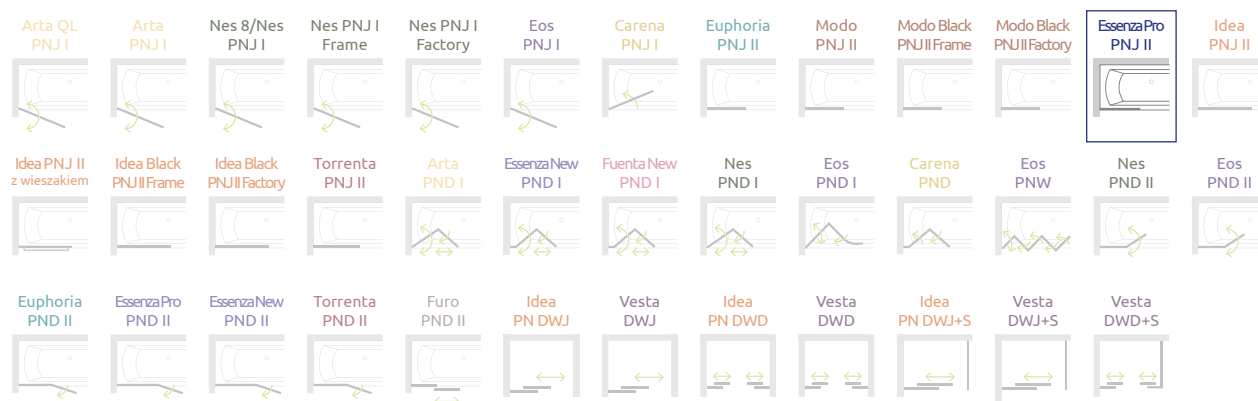 Arta QL
PNJ I
Arta
PNJ I
Nes 8/Nes
PNJ I
Nes PNJ I
Frame
Nes PNJ I
Factory
Eos
PNJ I
Carena
PNJ I
Euphoria
PNJ II
Modo
PNJ II
Modo Black
PNJ II Frame
Modo Black
PNJ II Factory
Essenza Pro
PNJ II
Idea
PNJ II
Idea PNJ II
z wieszakiem
Idea Black
PNJ II Frame
Idea Black
PNJ II Factory
Torrenta
PNJ II
Arta
PND I
Essenza New
PND I
Fuenta New
PND I
Nes
PND I
Eos
PND I
Carena
PND
Eos
PNW
Nes
PND II
Eos
PND II
Euphoria
PND II
Essenza Pro
PND II
Essenza New
PND II
Torrenta
PND II
Furo
PND II
Idea
PN DWJ
Vesta
DWJ
Idea
PN DWD
Vesta
DWD
Idea
PN DWJ+S
Vesta
DWJ+S
Vesta
DWD+S